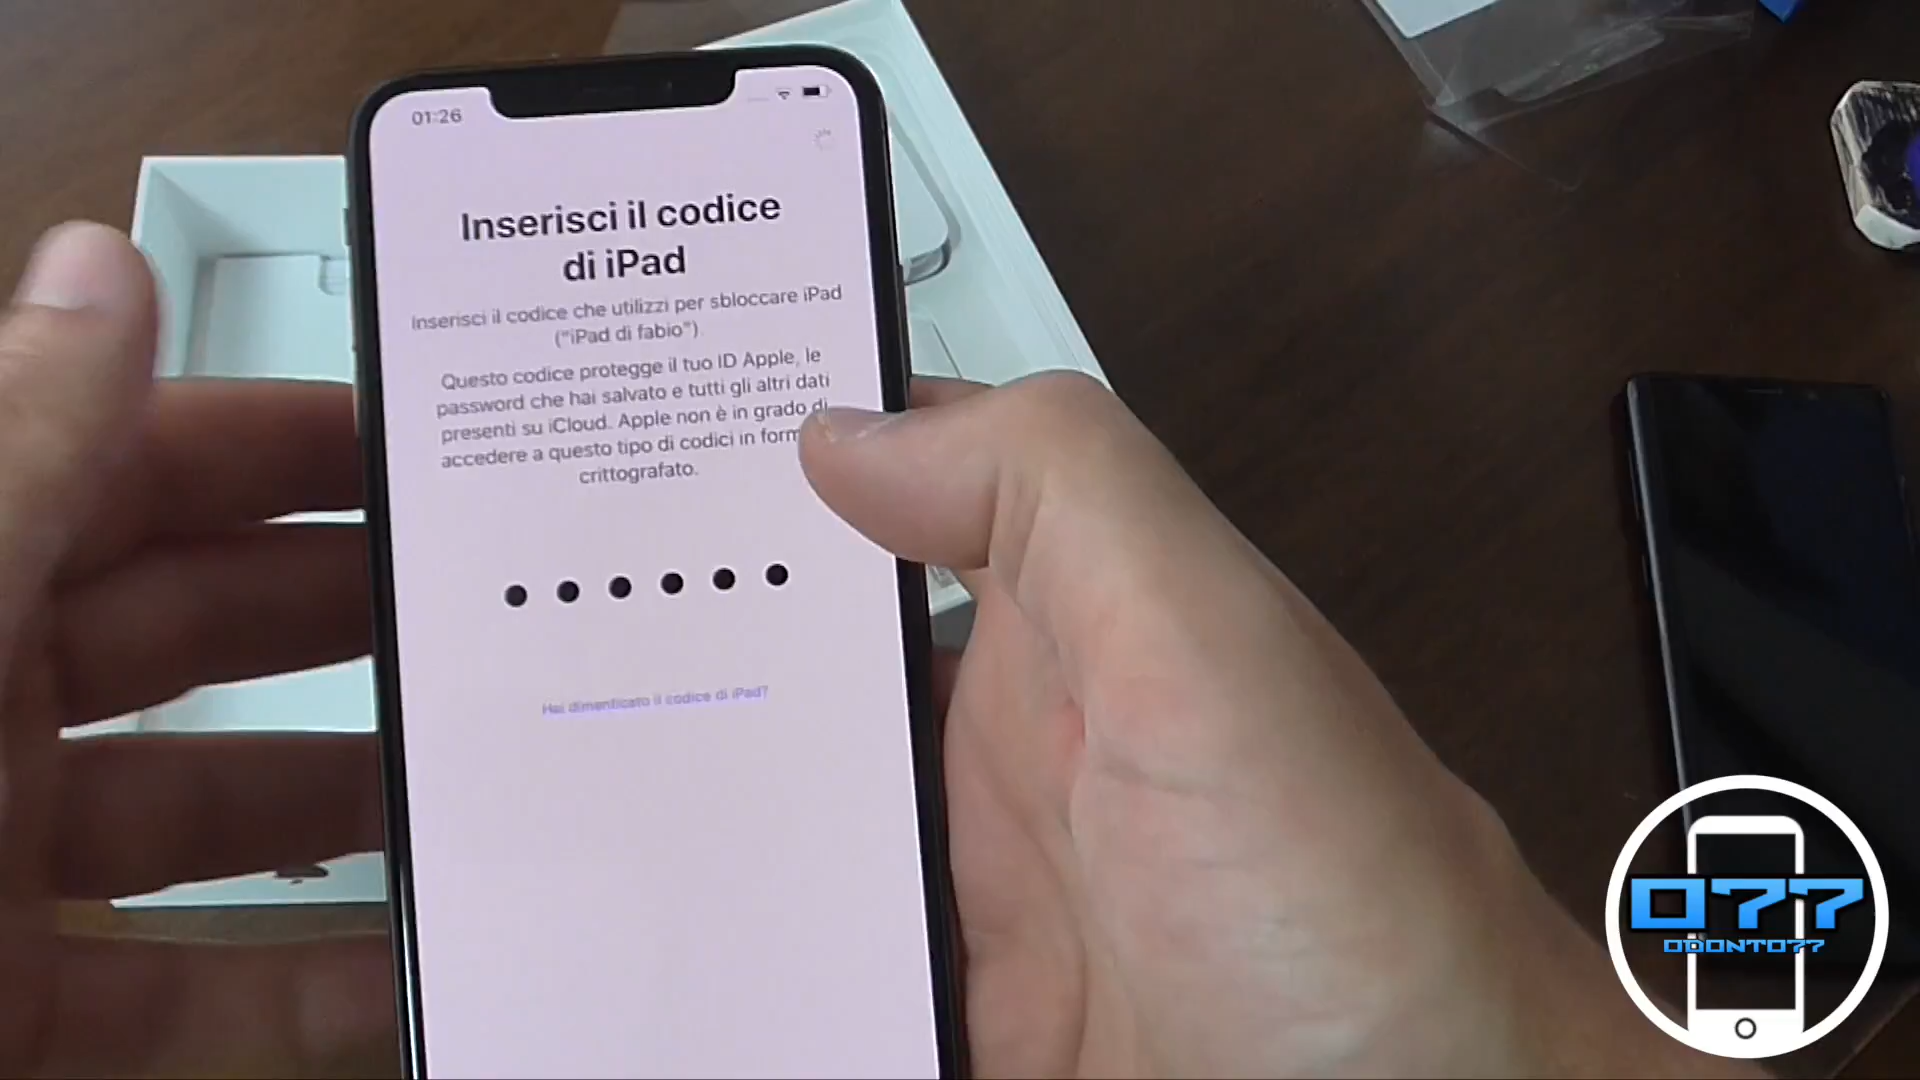 01:26
Inserisci il codice
di iPad
Inserisci il codice che utilizzi per sbloccare iPad
("iPad di fabio").
Questo codice protegge il tuo ID Apple, le
password che hai salvato e tutti gli altri dati
presenti su iCloud. Apple non è in grado di
accedere a questo tipo di codici in form
crittografato.
Hai dimenticato il codice di iPad?
077
ODONTO77